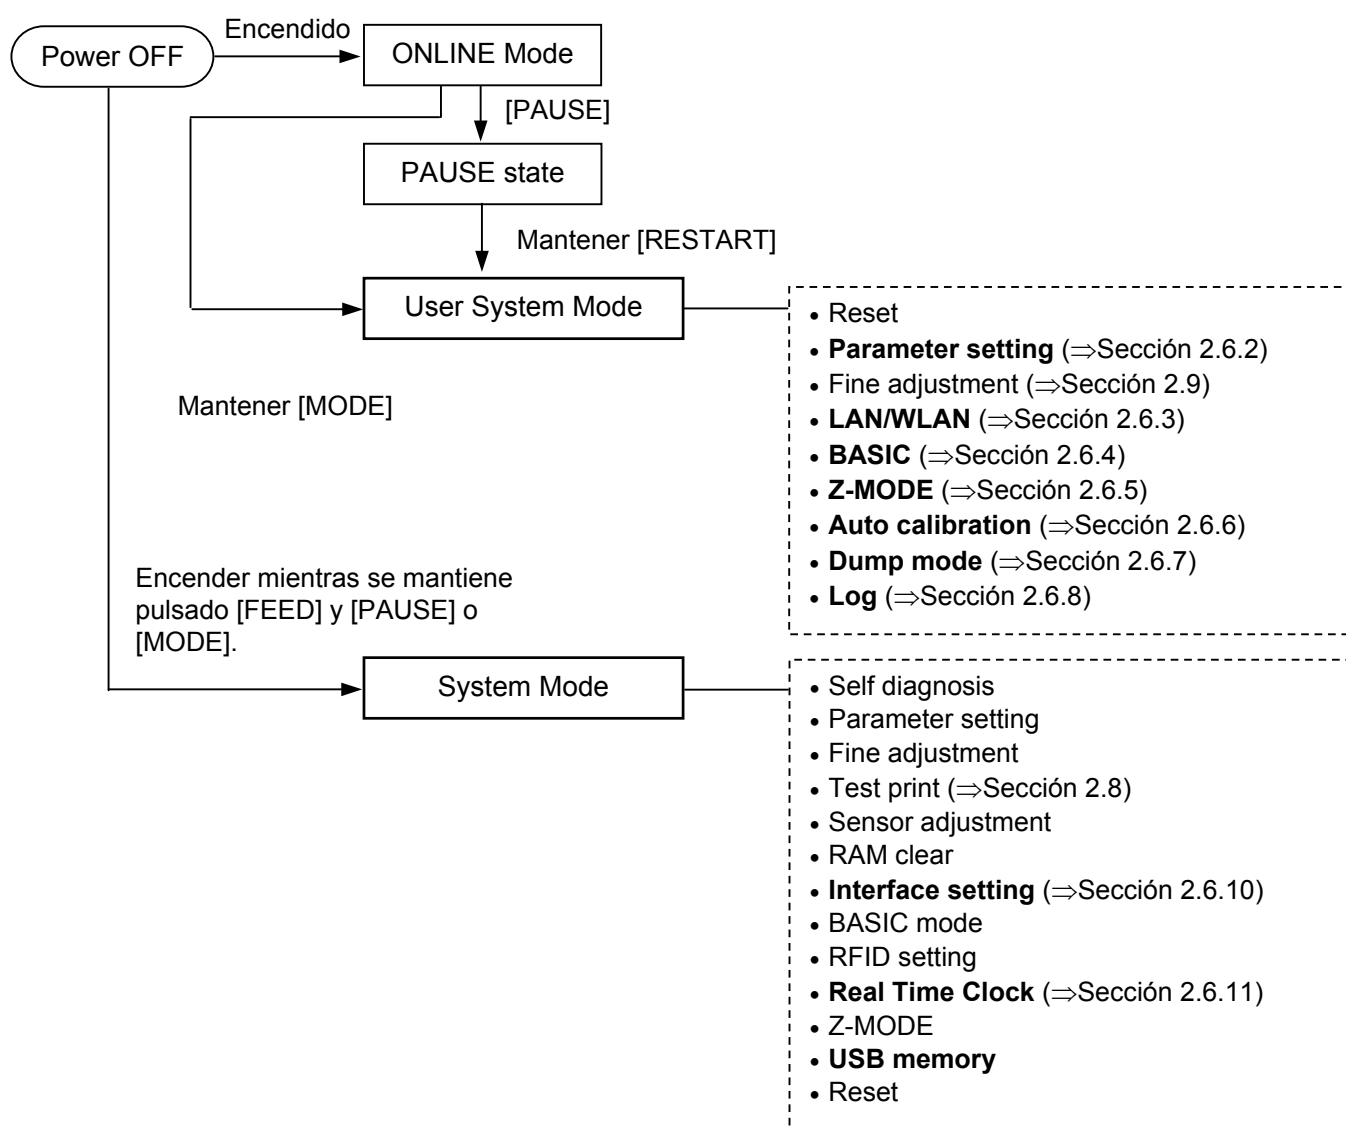 Encendido
Power OFF
ONLINE Mode
[PAUSE]
PAUSE state
Mantener [RESTART]
User System Mode
Mantener [MODE]
• Reset
• Parameter setting (⇒Sección 2.6.2)
• Fine adjustment (⇒Sección 2.9)
• LAN/WLAN (⇒Sección 2.6.3)
• BASIC (⇒Sección 2.6.4)
• Z-MODE (⇒Sección 2.6.5)
• Auto calibration (⇒Sección 2.6.6)
• Dump mode (⇒Sección 2.6.7)
• Log (⇒Sección 2.6.8)
Encender mientras se mantiene
pulsado [FEED] y [PAUSE] o
[MODE].
System Mode
• Self diagnosis
• Parameter setting
• Fine adjustment
• Test print (⇒Sección 2.8)
• Sensor adjustment
• RAM clear
• Interface setting (⇒Sección 2.6.10)
• BASIC mode
• RFID setting
• Real Time Clock (⇒Sección 2.6.11)
• Z-MODE
• USB memory
• Reset